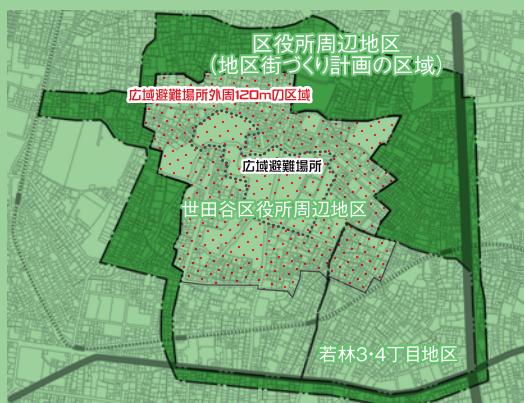 区役所周辺地区
(地区街づくり計画の区域)
広域避難場所外周120mの区域
広域避難場所
世田谷区役所周辺地区
若林3・4丁目地区